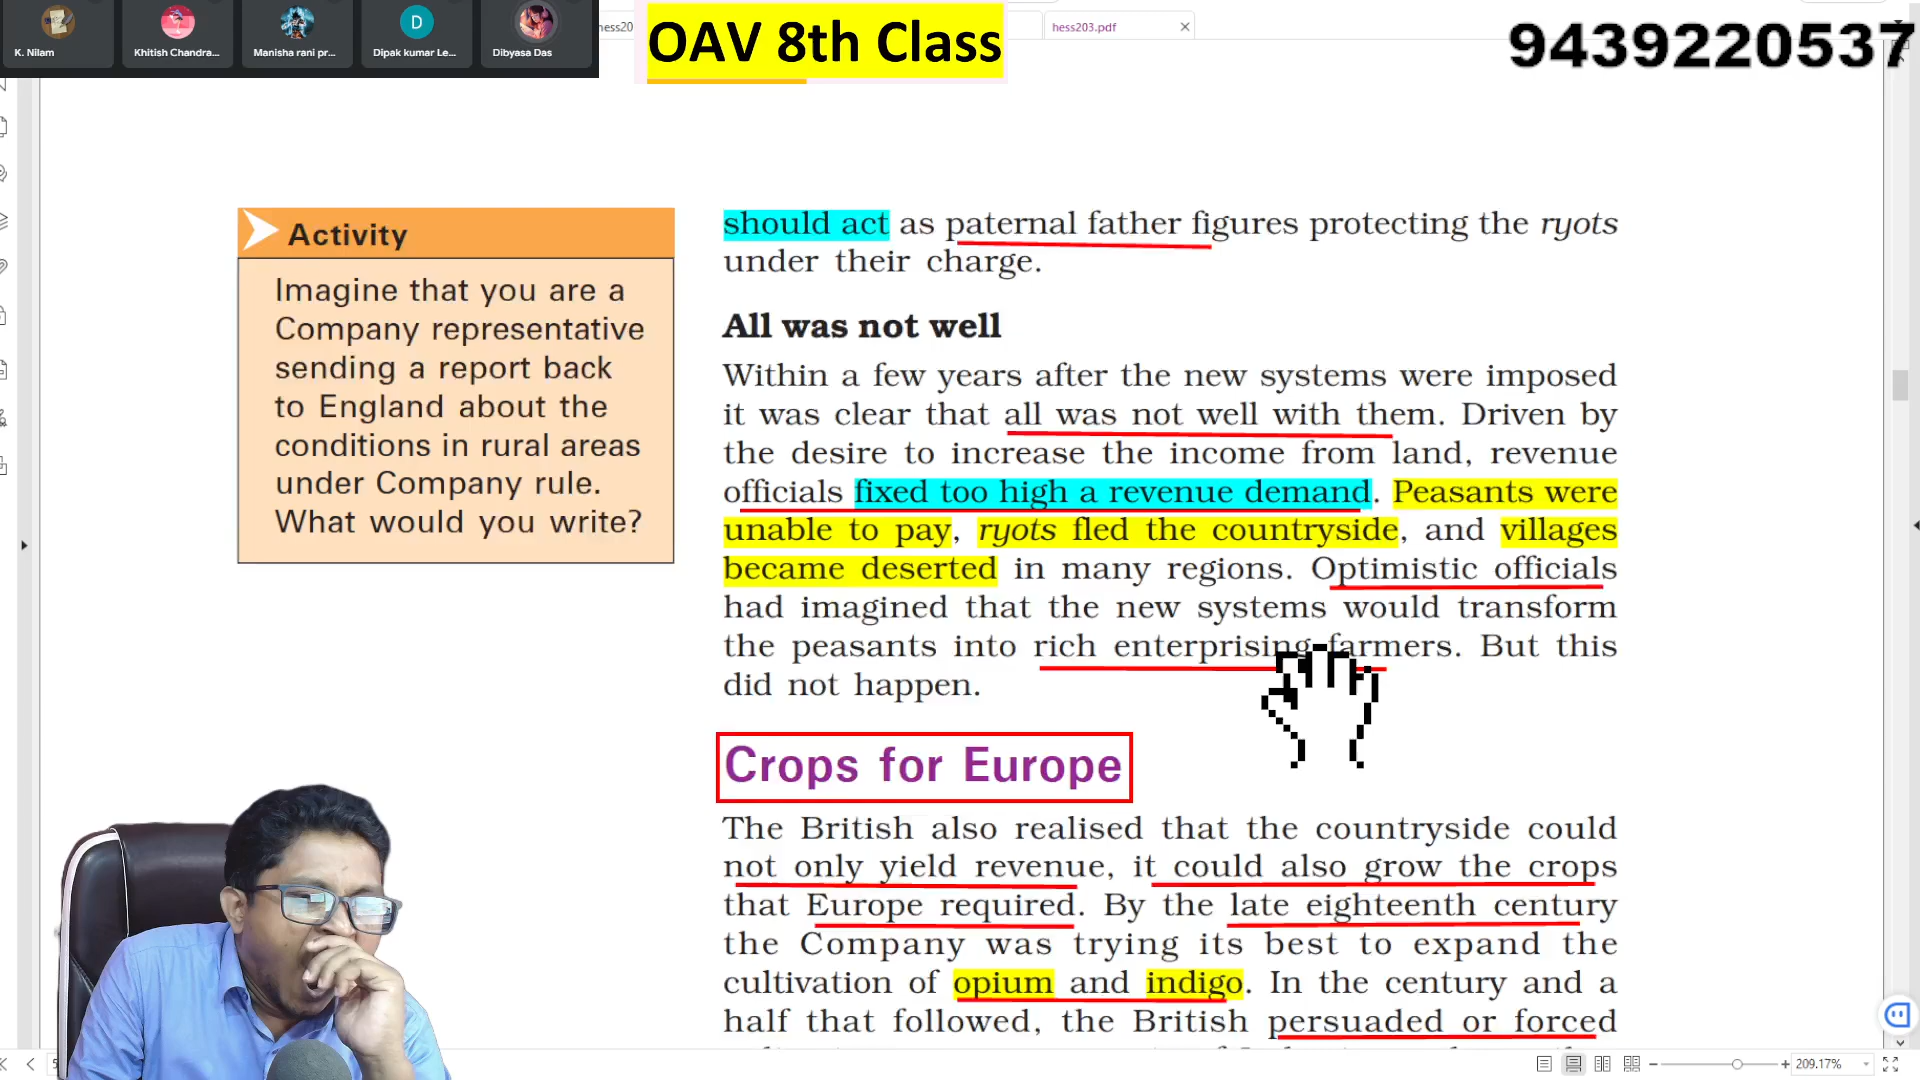 K. Nilam
Khitish Chandra...
Manisha rani pr...
D
Dipak kumar Le...
Dibyasa Das
OAV 8th Class
hess203.pdf
9439220537
Activity
Imagine that you are a
Company representative
sending a report back
to England about the
conditions in rural areas
under Company rule.
What would you write?
should act as paternal father figures protecting the ryots
under their charge.
All was not well
Within a few years after the new systems were imposed
it was clear that all was not well with them. Driven by
the desire to increase the income from land, revenue
officials fixed too high a revenue demand. Peasants were
unable to pay, ryots fled the countryside, and villages
became deserted in many regions. Optimistic officials
had imagined that the new systems would transform
the peasants into rich enterprising farmers. But this
did not happen.
Crops for Europe
The British also realised that the countryside could
not only yield revenue, it could also grow the crops
that Europe required. By the late eighteenth century
the Company was trying its best to expand the
cultivation of opium and indigo. In the century and a
half that followed, the British persuaded or forced
209.17%